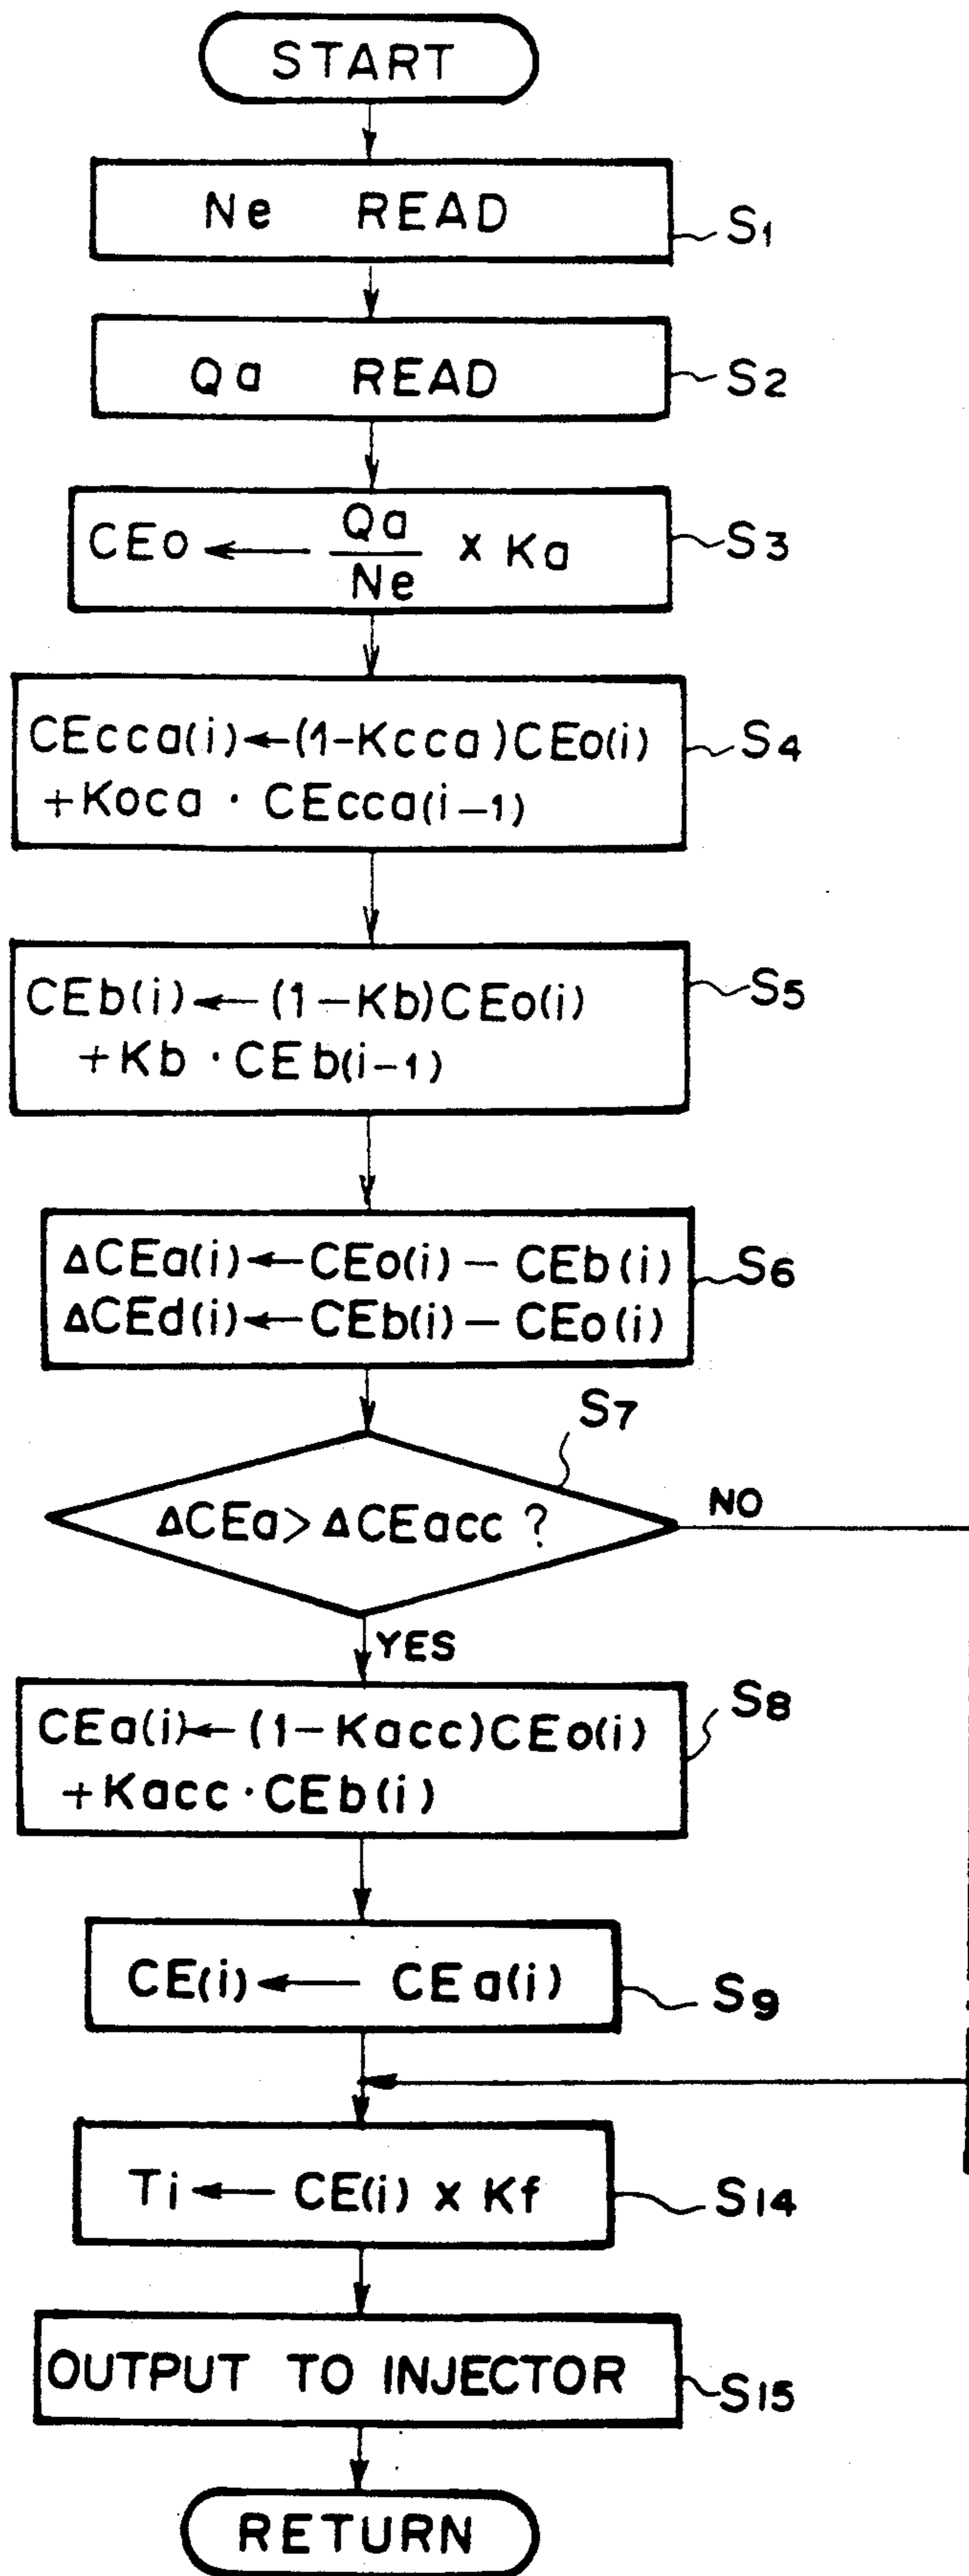 START
Ne READ
S1
Qa READ
S2
CEo ← Qa/Ne x Ka
S3
CEcca(i)←(1-Kcca)CEo(i)
+Koca · CEcca(i-1)
S4
CEb(i)←(1-Kb)CEo(i)
+Kb · CEb(i-1)
S5
ΔCEa(i)←CEo(i) - CEb(i)
ΔCEd(i)←CEb(i) - CEo(i)
S6
S7
ΔCEa > ΔCEacc ?
NO
YES
CEa(i)←(1-Kacc)CEo(i)
+Kacc·CEb(i)
S8
CE(i) ← CEa(i)
S9
Ti ← CE(i) x Kf
S14
OUTPUT TO INJECTOR
S15
RETURN